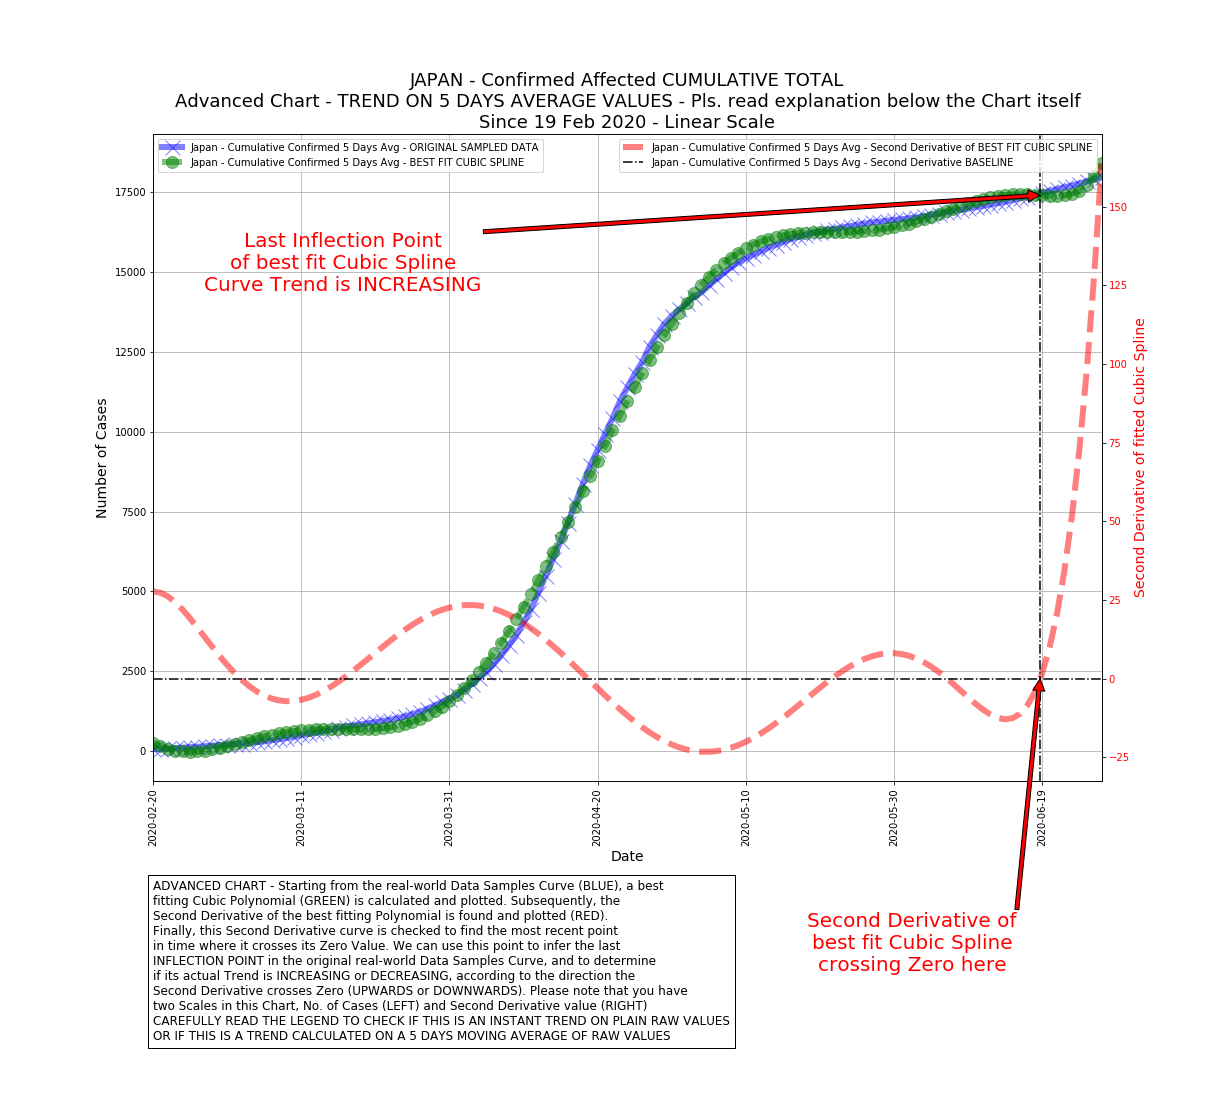 JAPAN - Confirmed Affected CUMULATIVE TOTAL
Advanced Chart - TREND ON 5 DAYS AVERAGE VALUES - Pls. read explanation below the Chart itself
Since 19 Feb 2020 - Linear Scale
Japan - Cumulative Confirmed 5 Days Avg - ORIGINAL SAMPLED DATA
Japan - Cumulative Confirmed 5 Days Avg - BEST FIT CUBIC SPLINE
Japan - Cumulative Confirmed 5 Days Avg - Second Derivative of BEST FIT CUBIC SPLINE
Japan - Cumulative Confirmed 5 Days Avg - Second Derivative BASELINE
Last Inflection Point
of best fit Cubic Spline
Curve Trend is INCREASING
Number of Cases
17500
15000
12500
10000
7500
5000
2500
0
Second Derivative of fitted Cubic Spline
150
125
100
75
50
25
0
−25
2020-02-20
2020-03-11
2020-03-31
2020-04-20
2020-05-10
2020-05-30
2020-06-19
Date
ADVANCED CHART - Starting from the real-world Data Samples Curve (BLUE), a best
fitting Cubic Polynomial (GREEN) is calculated and plotted. Subsequently, the
Second Derivative of the best fitting Polynomial is found and plotted (RED).
Finally, this Second Derivative curve is checked to find the most recent point
in time where it crosses its Zero Value. We can use this point to infer the last
INFLECTION POINT in the original real-world Data Samples Curve, and to determine
if its actual Trend is INCREASING or DECREASING, according to the direction the
Second Derivative crosses Zero (UPWARDS or DOWNWARDS). Please note that you have
two Scales in this Chart, No. of Cases (LEFT) and Second Derivative value (RIGHT)
CAREFULLY READ THE LEGEND TO CHECK IF THIS IS AN INSTANT TREND ON PLAIN RAW VALUES
OR IF THIS IS A TREND CALCULATED ON A 5 DAYS MOVING AVERAGE OF RAW VALUES
Second Derivative of
best fit Cubic Spline
crossing Zero here